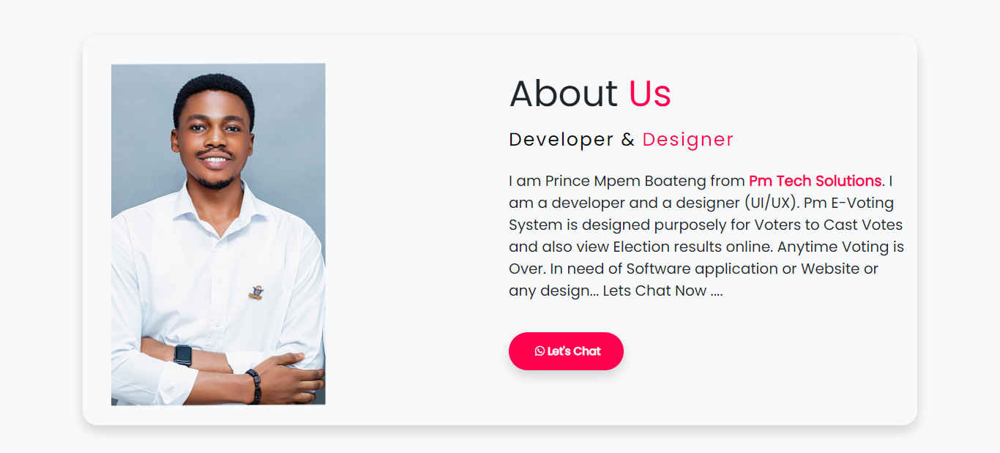 About Us
Developer & Designer
I am Prince Mpem Boateng from Pm Tech Solutions. I
am a developer and a designer (UI/UX). Pm E-Voting
System is designed purposely for Voters to Cast Votes
and also view Election results online. Anytime Voting is
Over. In need of Software application or Website or
any design... Lets Chat Now ....
Let's Chat